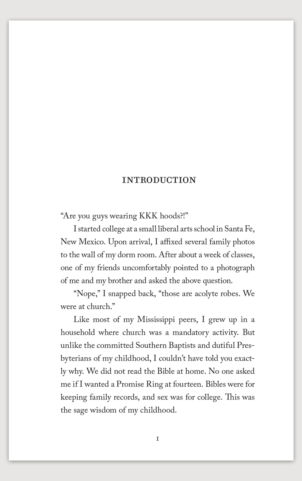 INTRODUCTION
“Are you guys wearing KKK hoods?!”
I started college at a small liberal arts school in Santa Fe,
New Mexico. Upon arrival, I affixed several family photos
to the wall of my dorm room. After about a week of classes,
one of my friends uncomfortably pointed to a photograph
of me and my brother and asked the above question.
“Nope,” I snapped back, “those are acolyte robes. We
were at church.”
Like most of my Mississippi peers, I grew up in a
household where church was a mandatory activity. But
unlike the committed Southern Baptists and dutiful Pres-
byterians of my childhood, I couldn’t have told you exact-
ly why. We did not read the Bible at home. No one asked
me if I wanted a Promise Ring at fourteen. Bibles were for
keeping family records, and sex was for college. This was
the sage wisdom of my childhood.
1